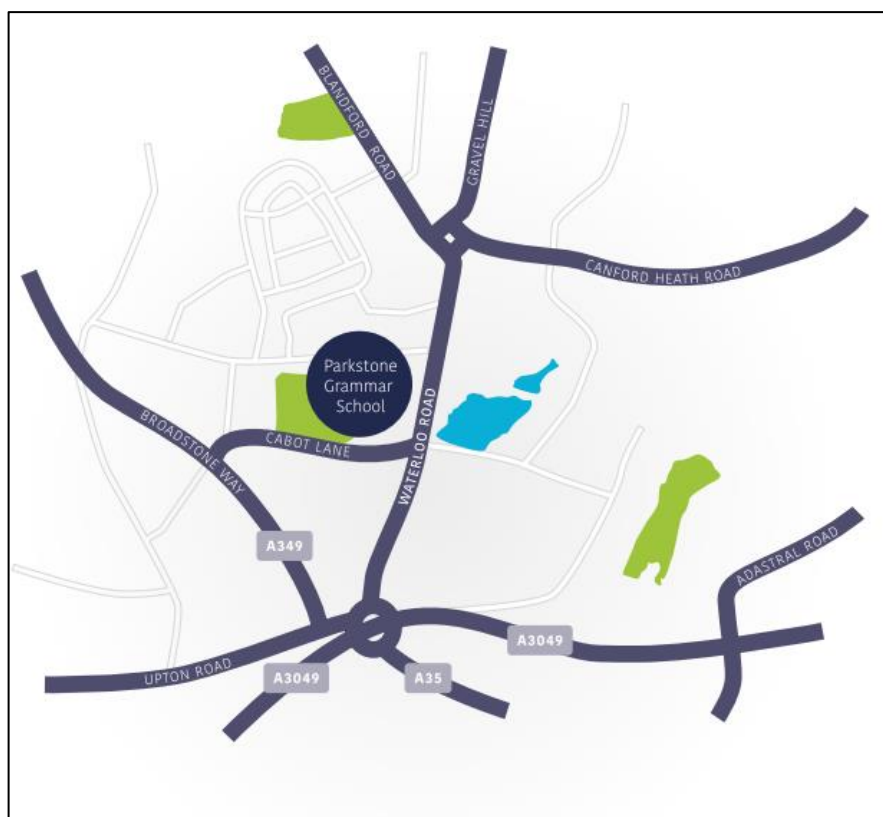 BLANDFORD ROAD
GRAVEL HILL
CANFORD HEATH ROAD
Parkstone
Grammar
School
WATERLOO ROAD
CABOT LANE
BROADSTONE WAY
A349
ADASTRAL ROAD
A3049
UPTON ROAD
A3049
A35